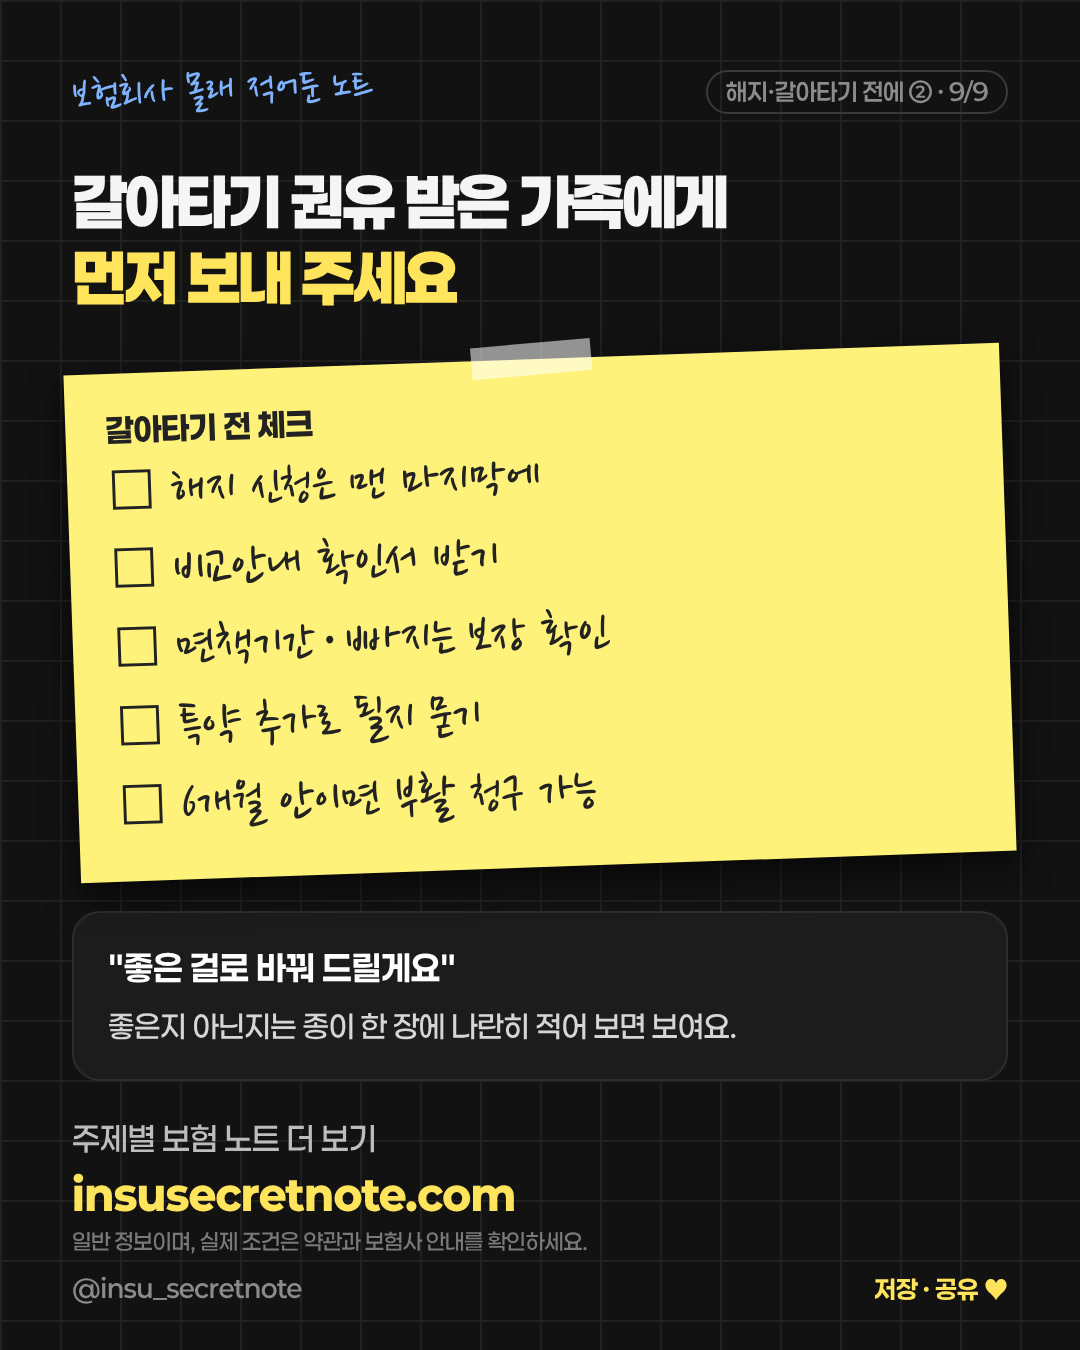 보험회사 몰래 적어둔 노트
해지·갈아타기 전에 ② · 9/9
갈아타기 권유 받은 가족에게
먼저 보내 주세요
갈아타기 전 체크
해지 신청은 맨 마지막에
비교안내 확인서 받기
면책기간 · 빠지는 보장 확인
특약 추가로 될지 묻기
6개월 안이면 부활 청구 가능
"좋은 걸로 바꿔 드릴게요"
좋은지 아닌지는 종이 한 장에 나란히 적어 보면 보여요.
주제별 보험 노트 더 보기
insusecretnote.com
일반 정보이며, 실제 조건은 약관과 보험사 안내를 확인하세요.
@insu_secretnote
저장 · 공유 ♥